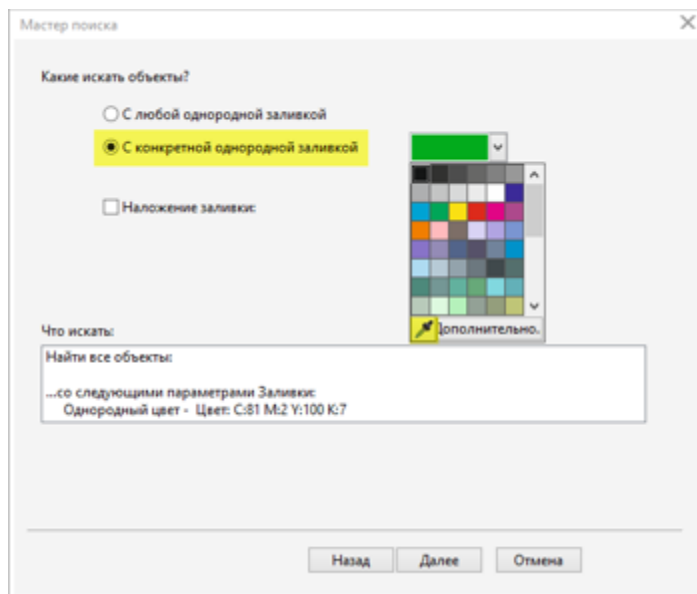 Мастер поиска
Какие искать объекты?
С любой однородной заливкой
С конкретной однородной заливкой
Наложение заливки:
Дополнительно.
Что искать:
Найти все объекты:
...со следующими параметрами Заливки:
Однородный цвет - Цвет: C:81 M:2 Y:100 K:7
Назад Далее Отмена